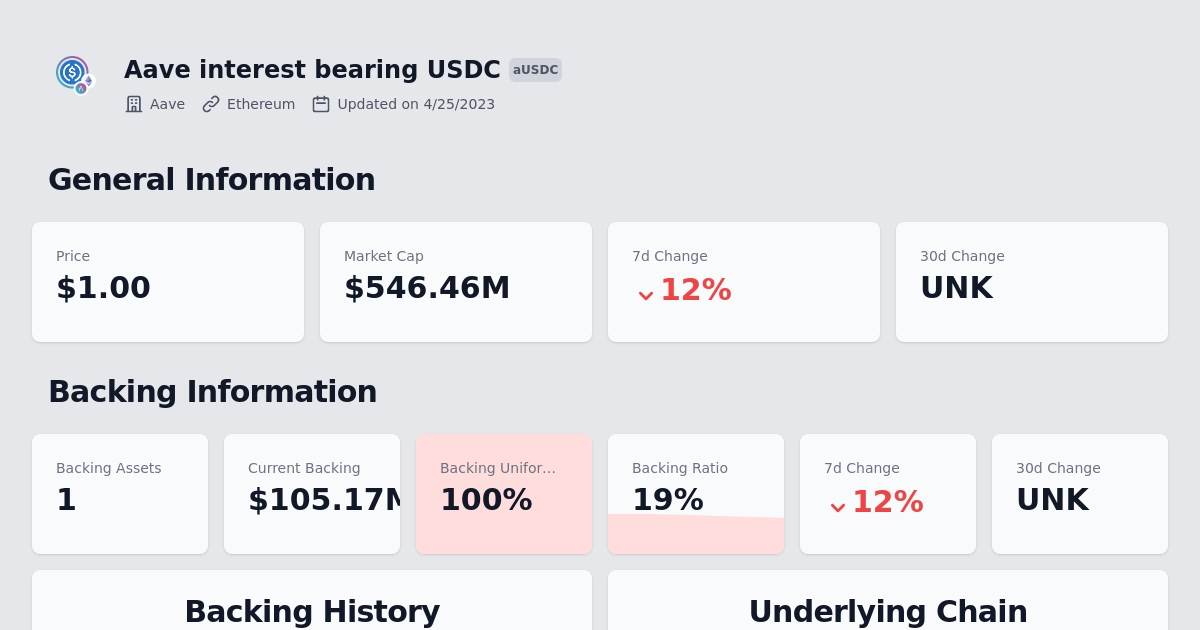 Aave interest bearing USDC aUSDC
Aave Ethereum Updated on 4/25/2023
General Information
Price Market Cap 7d Change 30d Change
$1.00 $546.46M 12% UNK
Backing Information
Backing Assets Current Backing Backing Unifor… Backing Ratio 7d Change 30d Change
1 $105.17M 100% 19% 12% UNK
Backing History Underlying Chain